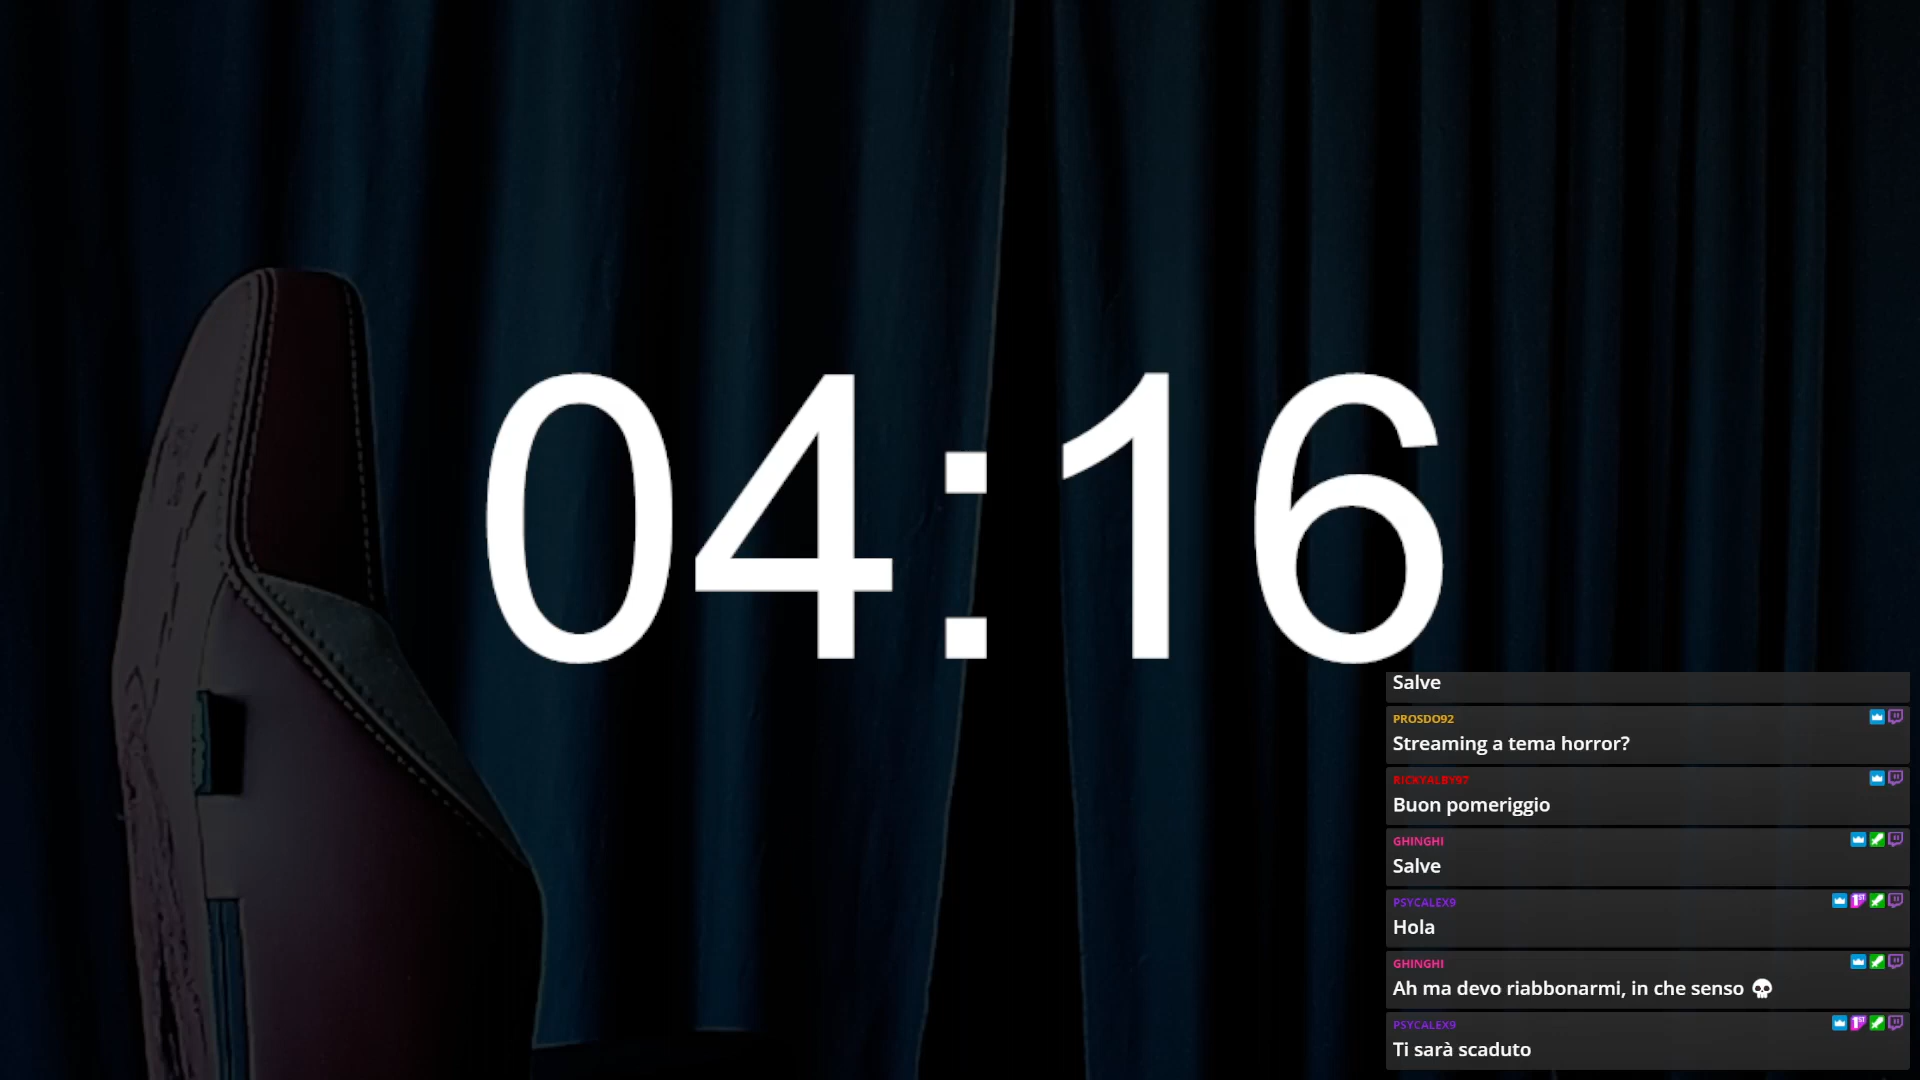 04:16
Salve
PROSDO92
Streaming a tema horror?
RICKYALBY97
Buon pomeriggio
GHINGHI
Salve
PSYCALEX9
Hola
GHINGHI
Ah ma devo riabbonarmi, in che senso 💀
PSYCALEX9
Ti sarà scaduto